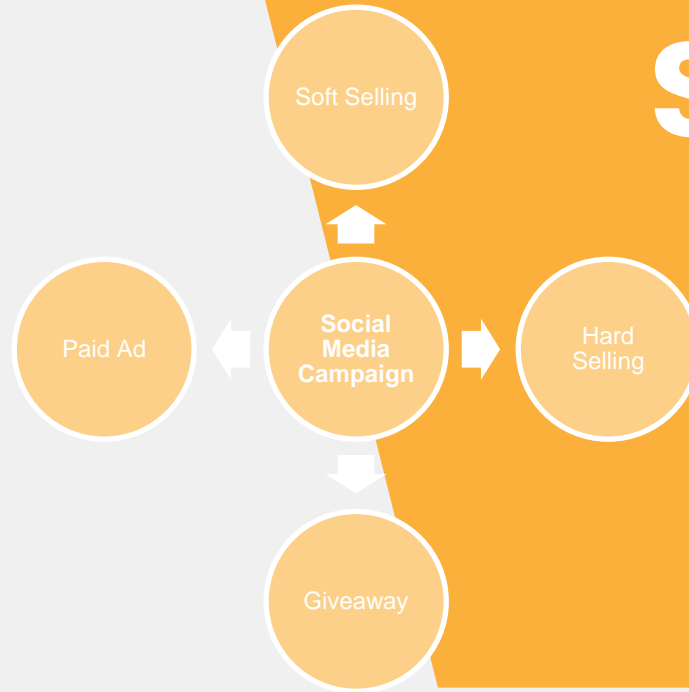 S
Soft Selling
Paid Ad
Social
Media
Campaign
Hard
Selling
Giveaway